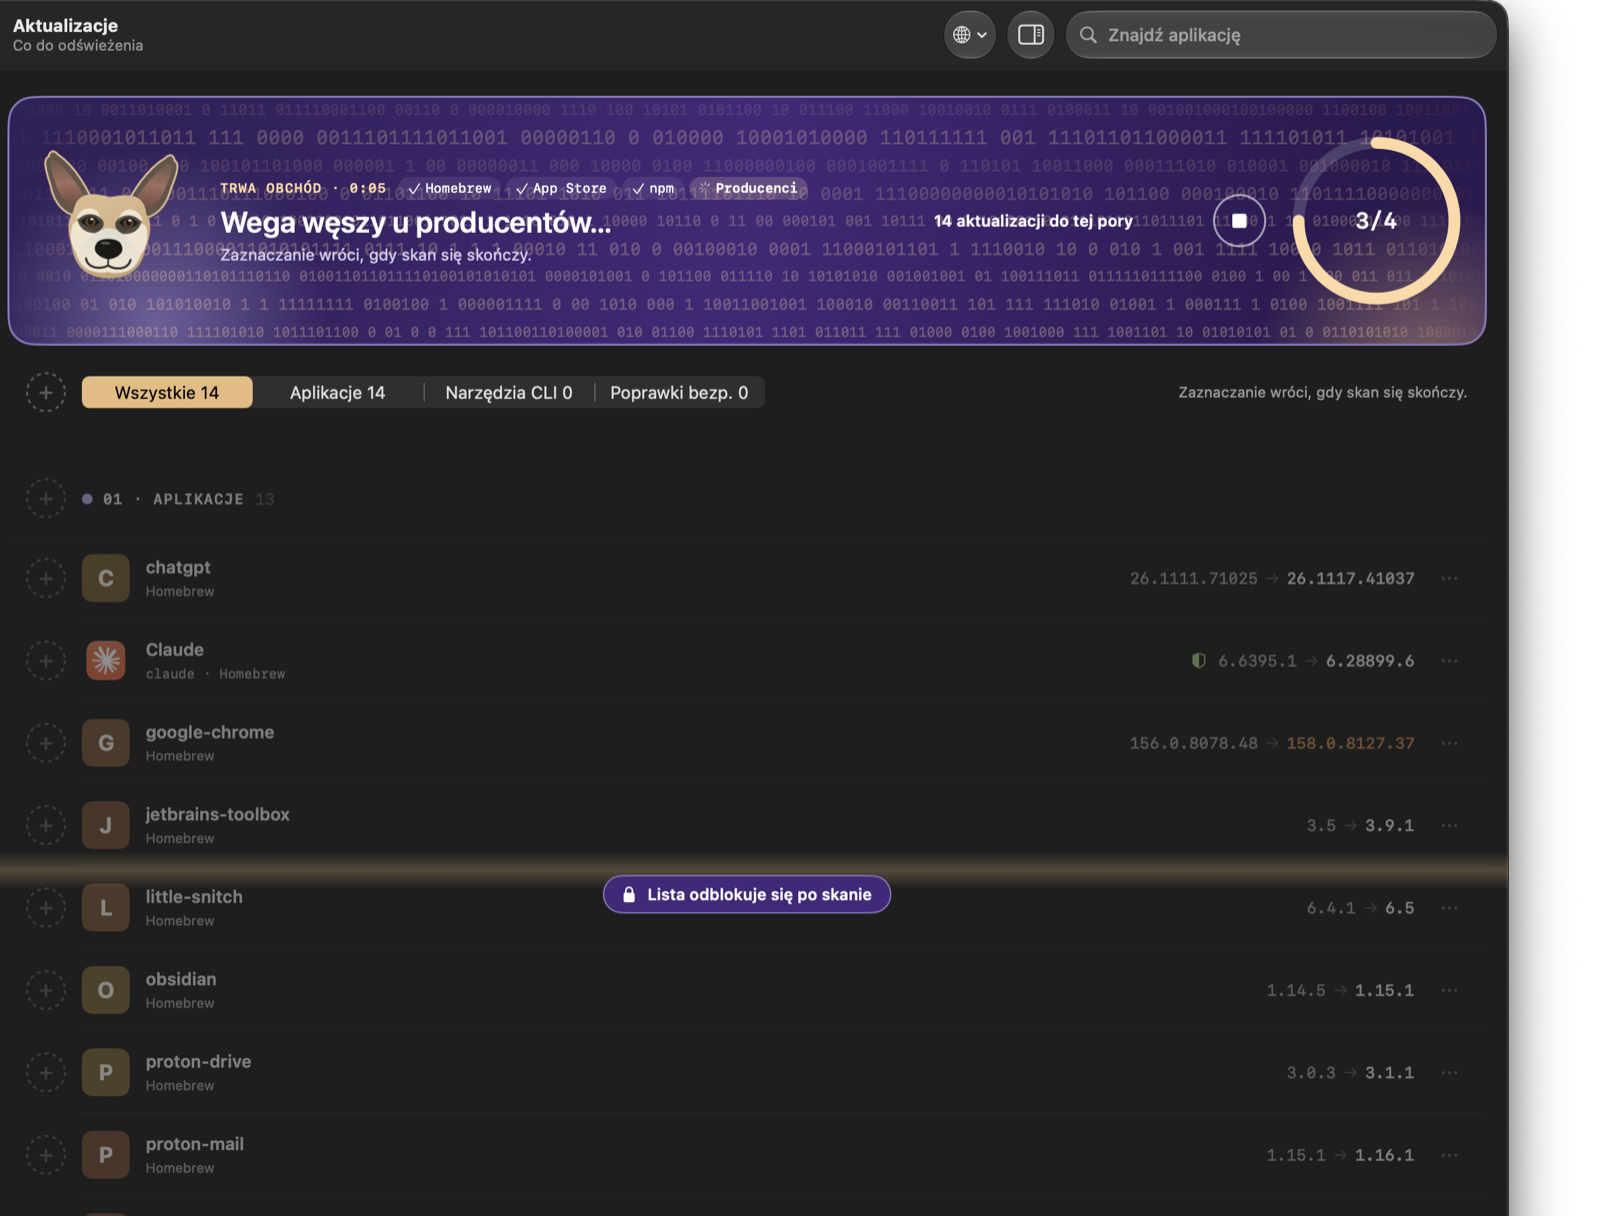 Aktualizacje
Co do odświeżenia
Znajdź aplikację
TRWA OBCHÓD · 0:05 ✓ Homebrew ✓ App Store ✓ npm Producenci
Wega węszy u producentów...
Zaznaczanie wróci, gdy skan się skończy.
14 aktualizacji do tej pory
3/4
Wszystkie 14 Aplikacje 14 Narzędzia CLI 0 Poprawki bezp. 0
Zaznaczanie wróci, gdy skan się skończy.
01 · APLIKACJE 13
C chatgpt
Homebrew
26.1111.71025 → 26.1117.41037
Claude
claude · Homebrew
6.6395.1 → 6.28899.6
G google-chrome
Homebrew
156.0.8078.48 → 158.0.8127.37
J jetbrains-toolbox
Homebrew
3.5 → 3.9.1
L little-snitch
Homebrew
6.4.1 → 6.5
Lista odblokuje się po skanie
O obsidian
Homebrew
1.14.5 → 1.15.1
P proton-drive
Homebrew
3.0.3 → 3.1.1
P proton-mail
Homebrew
1.15.1 → 1.16.1